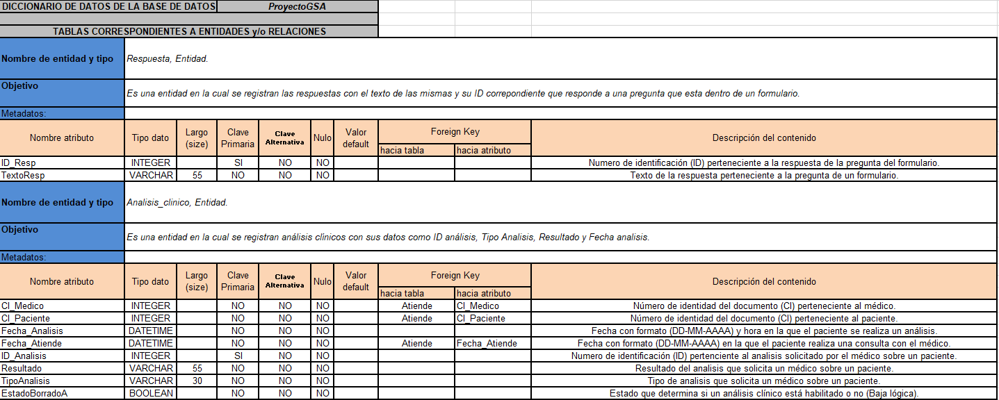 DICCIONARIO DE DATOS DE LA BASE DE DATOS ProyectoGSA
TABLAS CORRESPONDIENTES A ENTIDADES y/o RELACIONES
Nombre de entidad y tipo Respuesta, Entidad.
Objetivo Es una entidad en la cual se registran las respuestas con el texto de las mismas y su ID correpondiente que responde a una pregunta que esta dentro de un formulario.
Metadatos:
Nombre atributo Tipo dato Largo (size) Clave Primaria Clave Alternativa Nulo Valor default Foreign Key Descripción del contenido
hacia tabla hacia atributo
ID_Resp INTEGER SI NO NO Numero de identificación (ID) perteneciente a la respuesta de la pregunta del formulario.
TextoResp VARCHAR 55 NO NO NO Texto de la respuesta perteneciente a la pregunta de un formulario.
Nombre de entidad y tipo Analisis_clinico, Entidad.
Objetivo Es una entidad en la cual se registran análisis clínicos con sus datos como ID análisis, Tipo Analisis, Resultado y Fecha analisis.
Metadatos:
Nombre atributo Tipo dato Largo (size) Clave Primaria Clave Alternativa Nulo Valor default Foreign Key Descripción del contenido
hacia tabla hacia atributo
CI_Medico INTEGER NO NO NO Atiende CI_Medico Número de identidad del documento (CI) perteneciente al médico.
CI_Paciente INTEGER NO NO NO Atiende CI_Paciente Número de identidad del documento (CI) perteneciente al paciente.
Fecha_Analisis DATETIME NO NO NO Fecha con formato (DD-MM-AAAA) y hora en la que el paciente se realiza un análisis.
Fecha_Atiende DATETIME NO NO NO Atiende Fecha_Atiende Fecha con formato (DD-MM-AAAA) en la que el paciente realiza una consulta con el médico.
ID_Analisis INTEGER SI NO NO Numero de identificación (ID) perteneciente al analisis solicitado por el médico sobre un paciente.
Resultado VARCHAR 55 NO NO NO Resultado del analisis que solicita un médico sobre un paciente.
TipoAnalisis VARCHAR 30 NO NO NO Tipo de analisis que solicita un médico sobre un paciente.
EstadoBorradoA BOOLEAN NO NO NO Estado que determina si un análisis clínico está habilitado o no (Baja lógica).